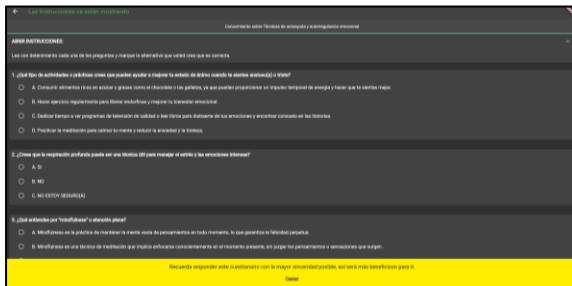 Las instrucciones se están mostrando
Conocimiento sobre Técnicas de autoayuda y autorregulación emocional
ABRIR INSTRUCCIONES:
Lea con detenimiento cada una de las preguntas y marque la alternativa que usted crea que es correcta.
1. ¿Qué tipo de actividades o prácticas crees que pueden ayudar a mejorar tu estado de ánimo cuando te sientes ansioso(a) o triste?
A. Consumir alimentos ricos en azúcar y grasas como el chocolate o las galletas, ya que pueden proporcionar un impulso temporal de energía y hacer que te sientas mejor.
B. Hacer ejercicio regularmente para liberar endorfinas y mejorar tu bienestar emocional.
C. Dedicar tiempo a ver programas de televisión de calidad o leer libros para distraerte de tus emociones y encontrar consuelo en las historias.
D. Practicar la meditación para calmar tu mente y reducir la ansiedad y la tristeza.
2. ¿Crees que la respiración profunda puede ser una técnica útil para manejar el estrés y las emociones intensas?
A. SI
B. NO
C. NO ESTOY SEGURO(A)
3. ¿Qué entiendes por "mindfulness" o atención plena?
A. Mindfulness es la práctica de mantener la mente vacía de pensamientos en todo momento, lo que garantiza la felicidad perpetua.
B. Mindfulness es una técnica de meditación que implica enfocarse conscientemente en el momento presente, sin juzgar los pensamientos o sensaciones que surgen.
Recuerda responder este cuestionario con la mayor sinceridad posible, así será más beneficioso para ti.
Cerrar